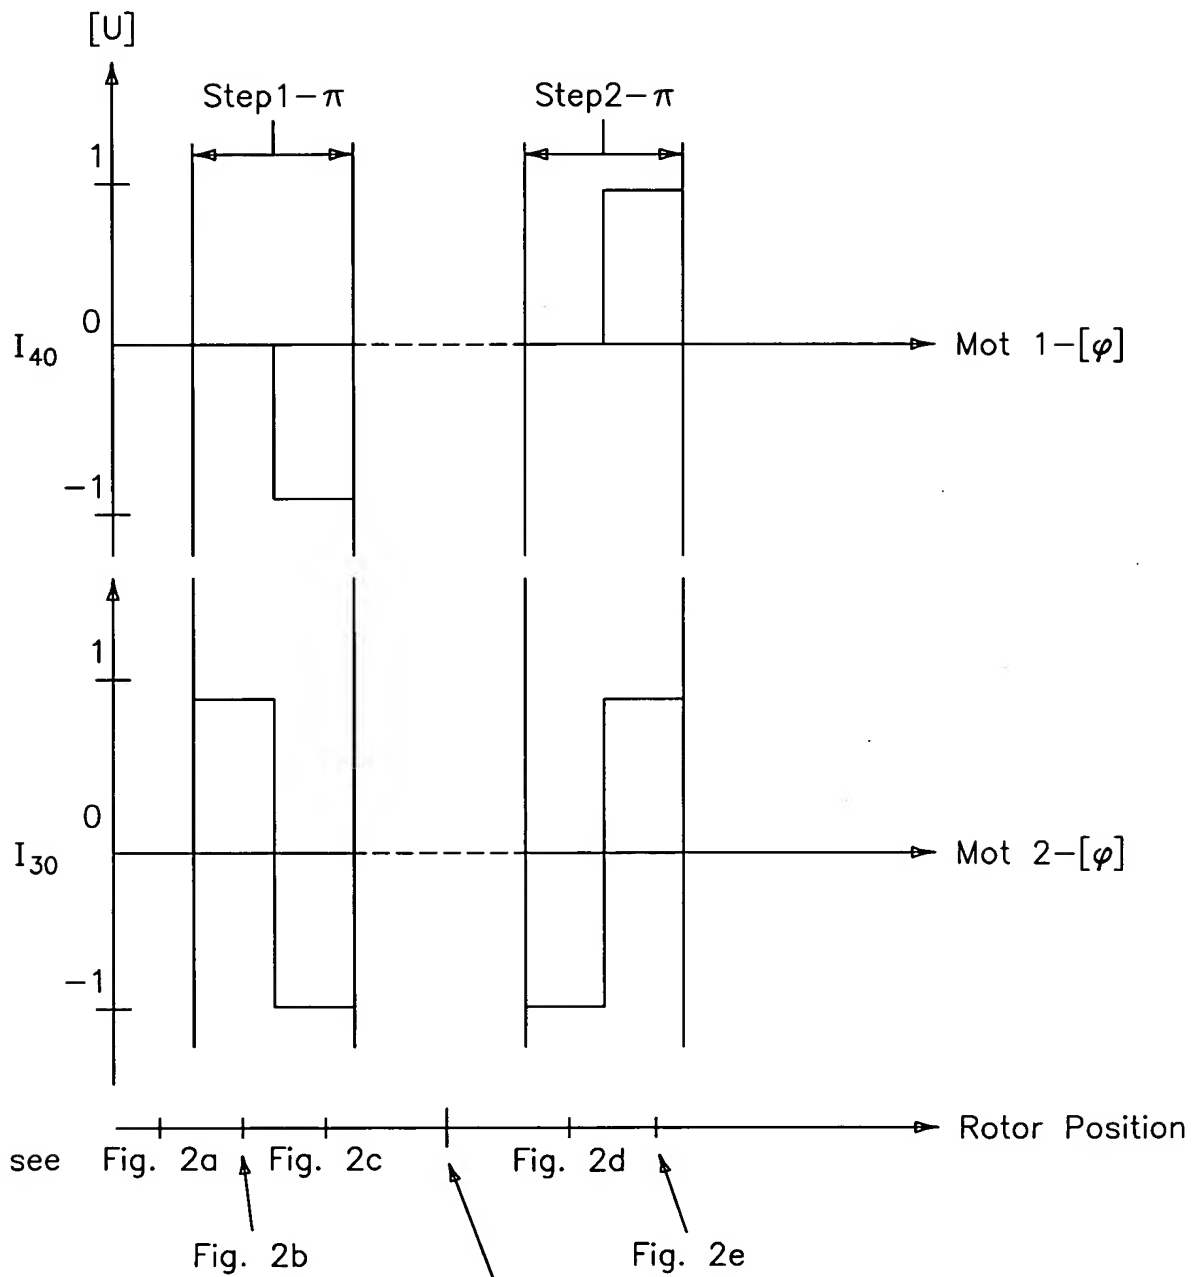 [U]
Step1-π
Step2-π
1
0
I40
Mot 1-[φ]
-1
1
0
I30
Mot 2-[φ]
-1
Rotor Position
see Fig. 2a Fig. 2c Fig. 2d
Fig. 2b
Fig. 2e